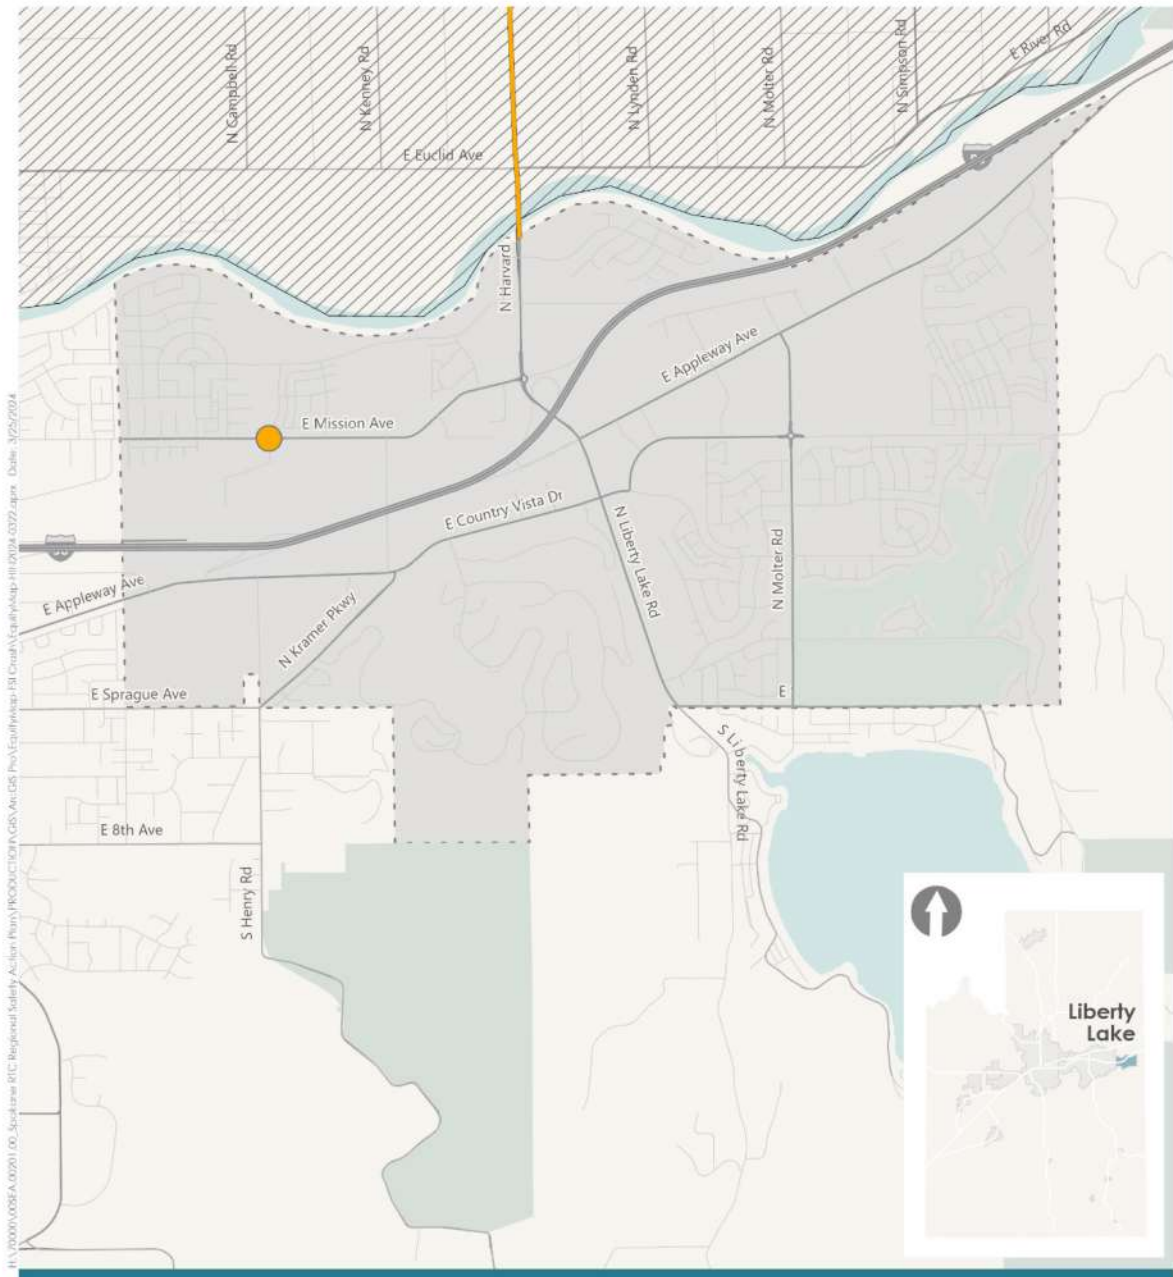 N Campbell Rd
N Kenney Rd
N Lynden Rd
N Molter Rd
N Simpson Rd
E River Rd
E Euclid Ave
N Harvard
E Appleway Ave
E Mission Ave
E Country Vista Dr
N Liberty Lake Rd
N Molter Rd
E Appleway Ave
N Kramer Pkwy
E Sprague Ave
E
S Liberty Lake Rd
E 8th Ave
S Henry Rd
Liberty
Lake